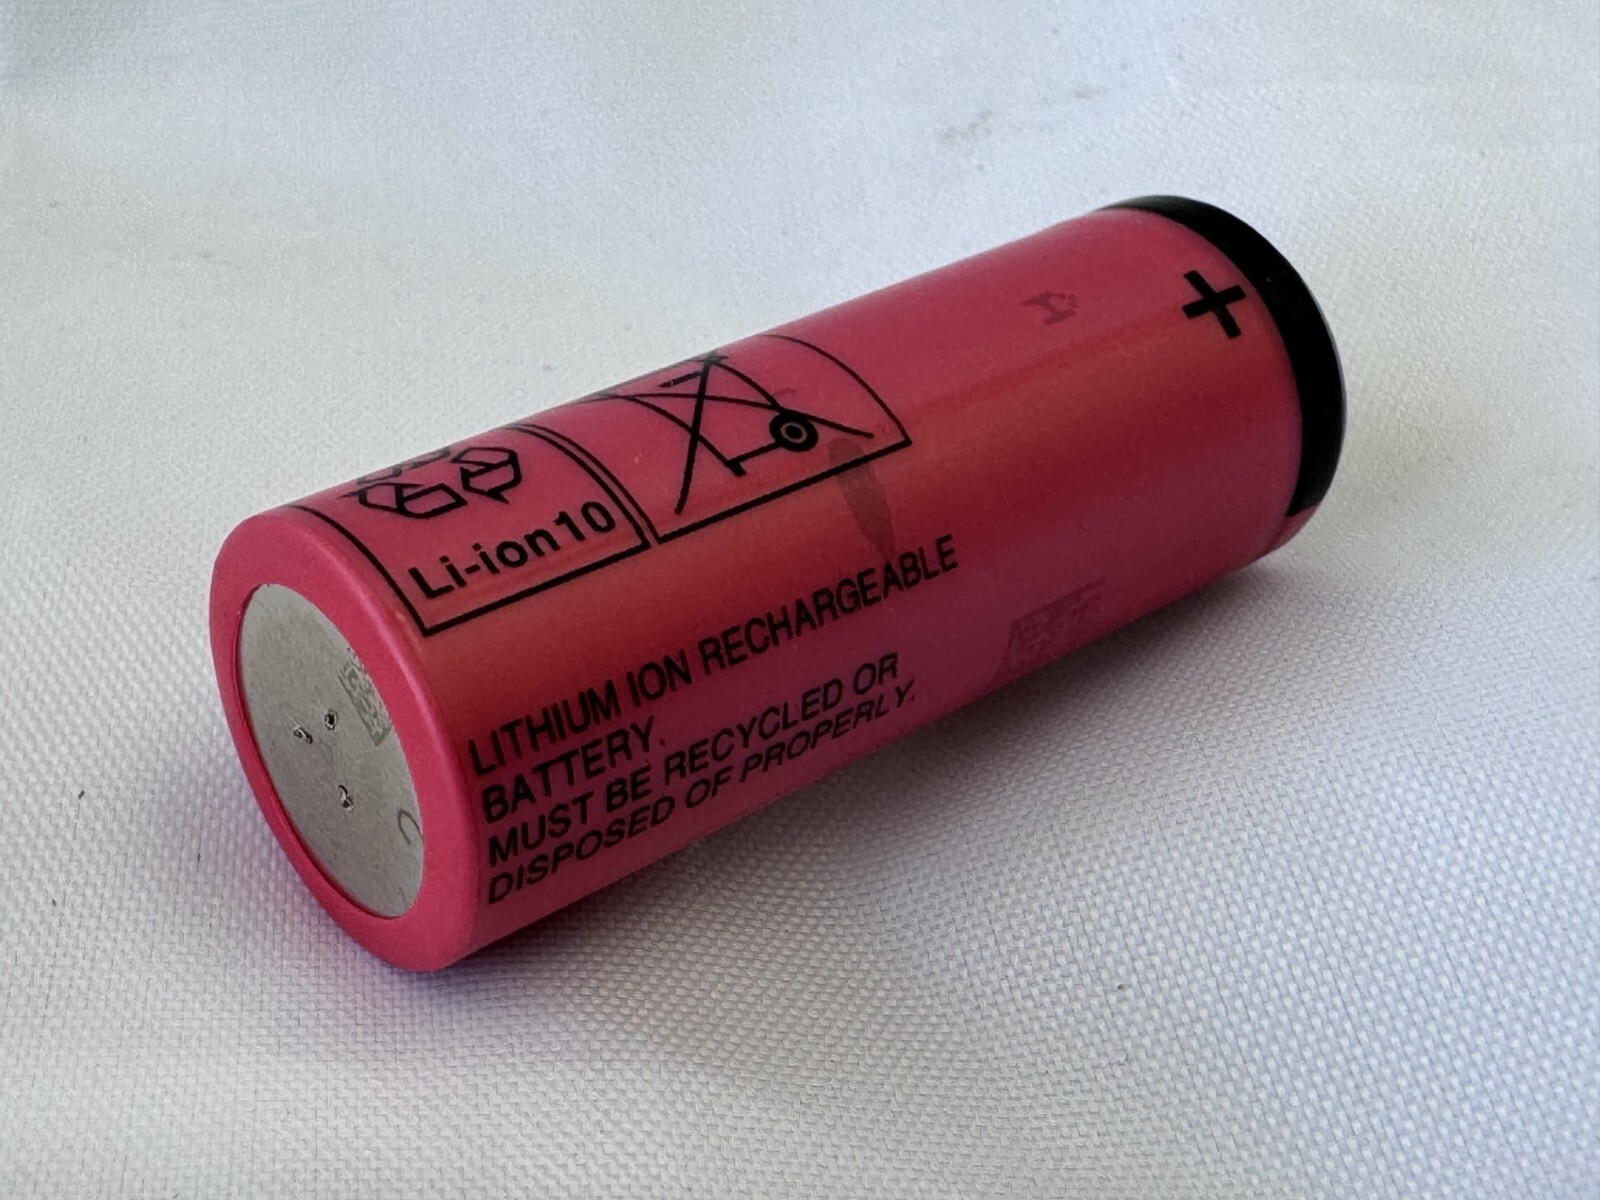 +
Li-ion10
LITHIUM ION RECHARGEABLE
BATTERY.
MUST BE RECYCLED OR
DISPOSED OF PROPERLY.